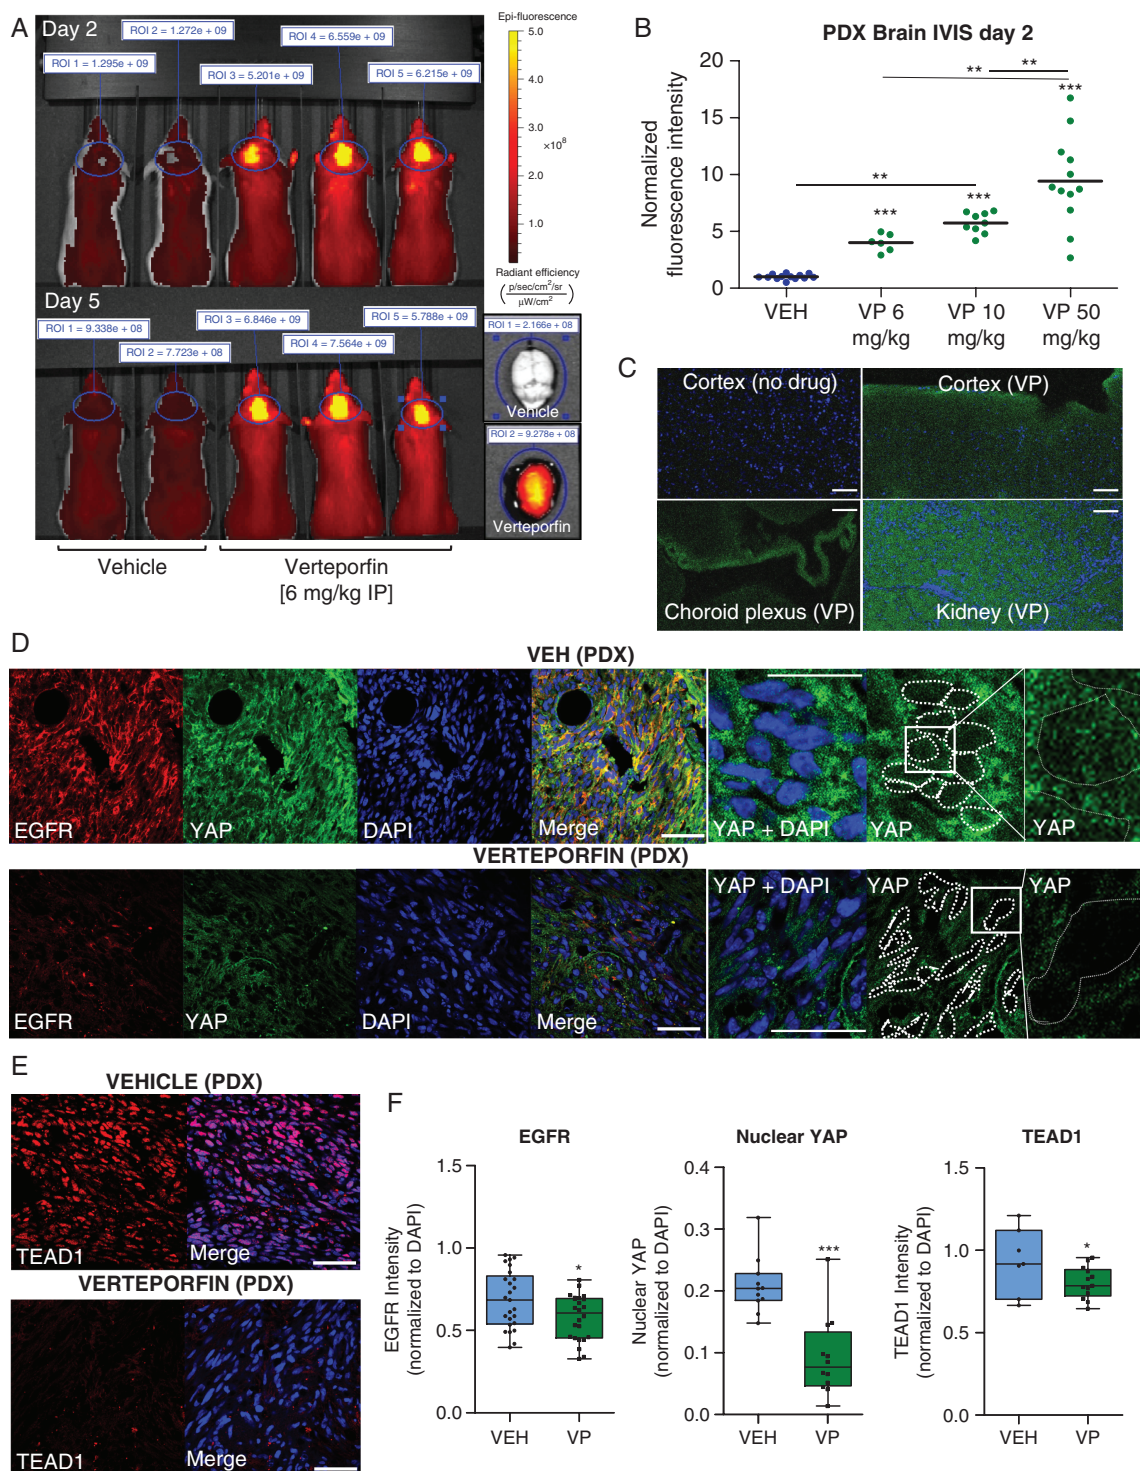 A
Day 2
ROI 1 = 1.295e + 09
ROI 2 = 1.272e + 09
ROI 3 = 5.201e + 09
ROI 4 = 6.559e + 09
ROI 5 = 6.215e + 09
Epi-fluorescence
5.0
4.0
3.0
×10⁸
2.0
1.0
Radiant efficiency
(p/sec/cm²/sr / µW/cm²)
Day 5
ROI 1 = 9.338e + 08
ROI 2 = 7.723e + 08
ROI 3 = 6.846e + 09
ROI 4 = 7.564e + 09
ROI 5 = 5.788e + 09
ROI 1 = 2.166e + 08
Vehicle
ROI 2 = 9.278e + 08
Verteporfin
Vehicle
Verteporfin
[6 mg/kg IP]
B
PDX Brain IVIS day 2
Normalized
fluorescence intensity
20
15
10
5
0
**
**
**
***
***
***
VEH
VP 6
mg/kg
VP 10
mg/kg
VP 50
mg/kg
C
Cortex (no drug)
Cortex (VP)
Choroid plexus (VP)
Kidney (VP)
D
VEH (PDX)
EGFR
YAP
DAPI
Merge
YAP + DAPI
YAP
YAP
VERTEPORFIN (PDX)
EGFR
YAP
DAPI
Merge
YAP + DAPI
YAP
YAP
E
VEHICLE (PDX)
TEAD1
Merge
VERTEPORFIN (PDX)
TEAD1
Merge
F
EGFR
EGFR Intensity
(normalized to DAPI)
1.5
1.0
0.5
0.0
*
VEH
VP
Nuclear YAP
Nuclear YAP
(normalized to DAPI)
0.4
0.3
0.2
0.1
0.0
***
VEH
VP
TEAD1
TEAD1 Intensity
(normalized to DAPI)
1.5
1.0
0.5
0.0
*
VEH
VP